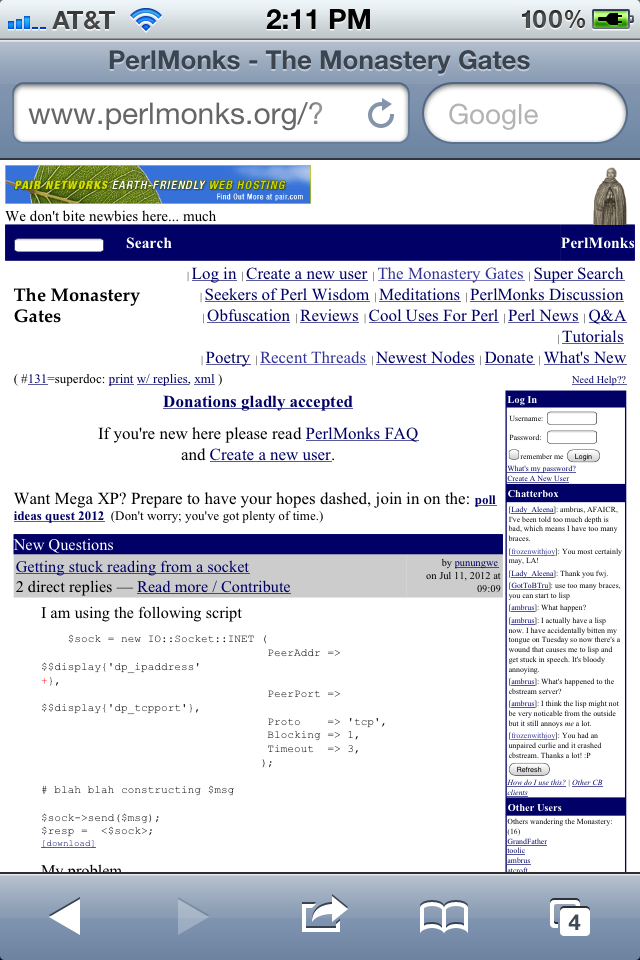 AT&T 2:11 PM 100%
PerlMonks - The Monastery Gates
www.perlmonks.org/? Google
PAIR NETWORKS EARTH-FRIENDLY WEB HOSTING
Find Out More at pair.com
We don't bite newbies here... much
Search PerlMonks
The Monastery
Gates
| Log in | Create a new user | The Monastery Gates | Super Search
| Seekers of Perl Wisdom | Meditations | PerlMonks Discussion
| Obfuscation | Reviews | Cool Uses For Perl | Perl News | Q&A
| Tutorials
| Poetry | Recent Threads | Newest Nodes | Donate | What's New
( #131=superdoc: print w/ replies, xml ) Need Help??
Donations gladly accepted
If you're new here please read PerlMonks FAQ
and Create a new user.
Want Mega XP? Prepare to have your hopes dashed, join in on the: poll
ideas quest 2012 (Don't worry; you've got plenty of time.)
New Questions
Getting stuck reading from a socket
2 direct replies — Read more / Contribute
by punungwe
on Jul 11, 2012 at
09:09
I am using the following script
$sock = new IO::Socket::INET (
PeerAddr =>
$$display{'dp_ipaddress'
+},
PeerPort =>
$$display{'dp_tcpport'},
Proto => 'tcp',
Blocking => 1,
Timeout => 3,
);
# blah blah constructing $msg
$sock->send($msg);
$resp = <$sock>;
[download]
My problem
Log In
Username:
Password:
remember me Login
What's my password?
Create A New User
Chatterbox
[Lady_Aleena]: ambrus, AFAICR,
I've been told too much depth is
bad, which means I have too many
braces.
[frozenwithjoy]: You most certainly
may, LA!
[Lady_Aleena]: Thank you fwj.
[GotToBTru]: use too many braces,
you can start to lisp
[ambrus]: What happen?
[ambrus]: I actually have a lisp
now. I have accidentally bitten my
tongue on Tuesday so now there's a
wound that causes me to lisp and
get stuck in speech. It's bloody
annoying.
[ambrus]: What's happened to the
cbstream server?
[ambrus]: I think the lisp might not
be very noticable from the outside
but it still annoys me a lot.
[frozenwithjoy]: You had an
unpaired curlie and it crashed
cbstream. Thanks a lot! :P
Refresh
How do I use this? | Other CB
clients
Other Users
Others wandering the Monastery:
(16)
GrandFather
toolic
ambrus
atcroft
4